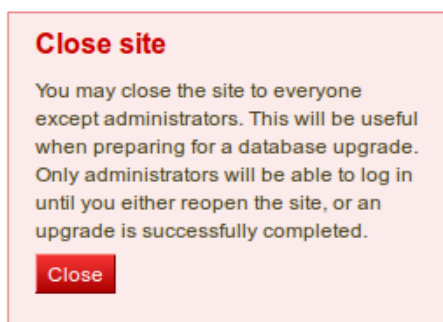 Close site
You may close the site to everyone
except administrators. This will be useful
when preparing for a database upgrade.
Only administrators will be able to log in
until you either reopen the site, or an
upgrade is successfully completed.
Close